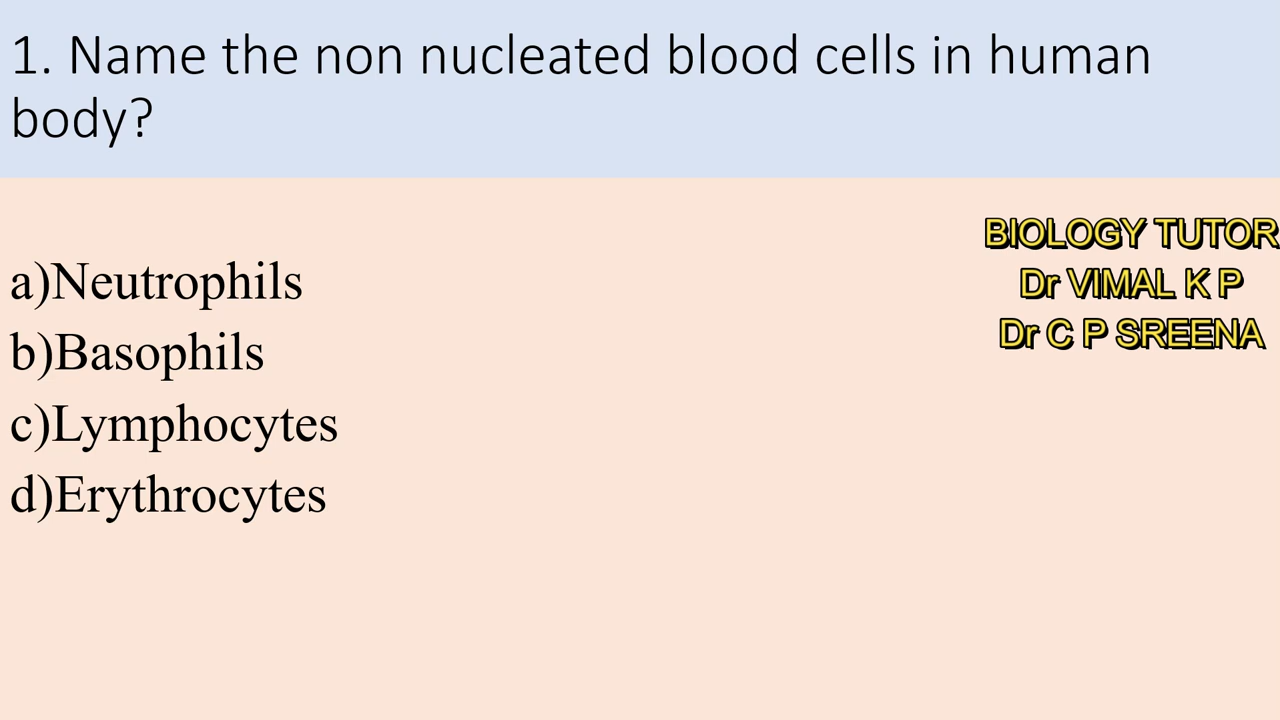 1. Name the non nucleated blood cells in human
body?
BIOLOGY TUTOR
Dr VIMAL K P
Dr C P SREENA
a)Neutrophils
b)Basophils
c)Lymphocytes
d)Erythrocytes